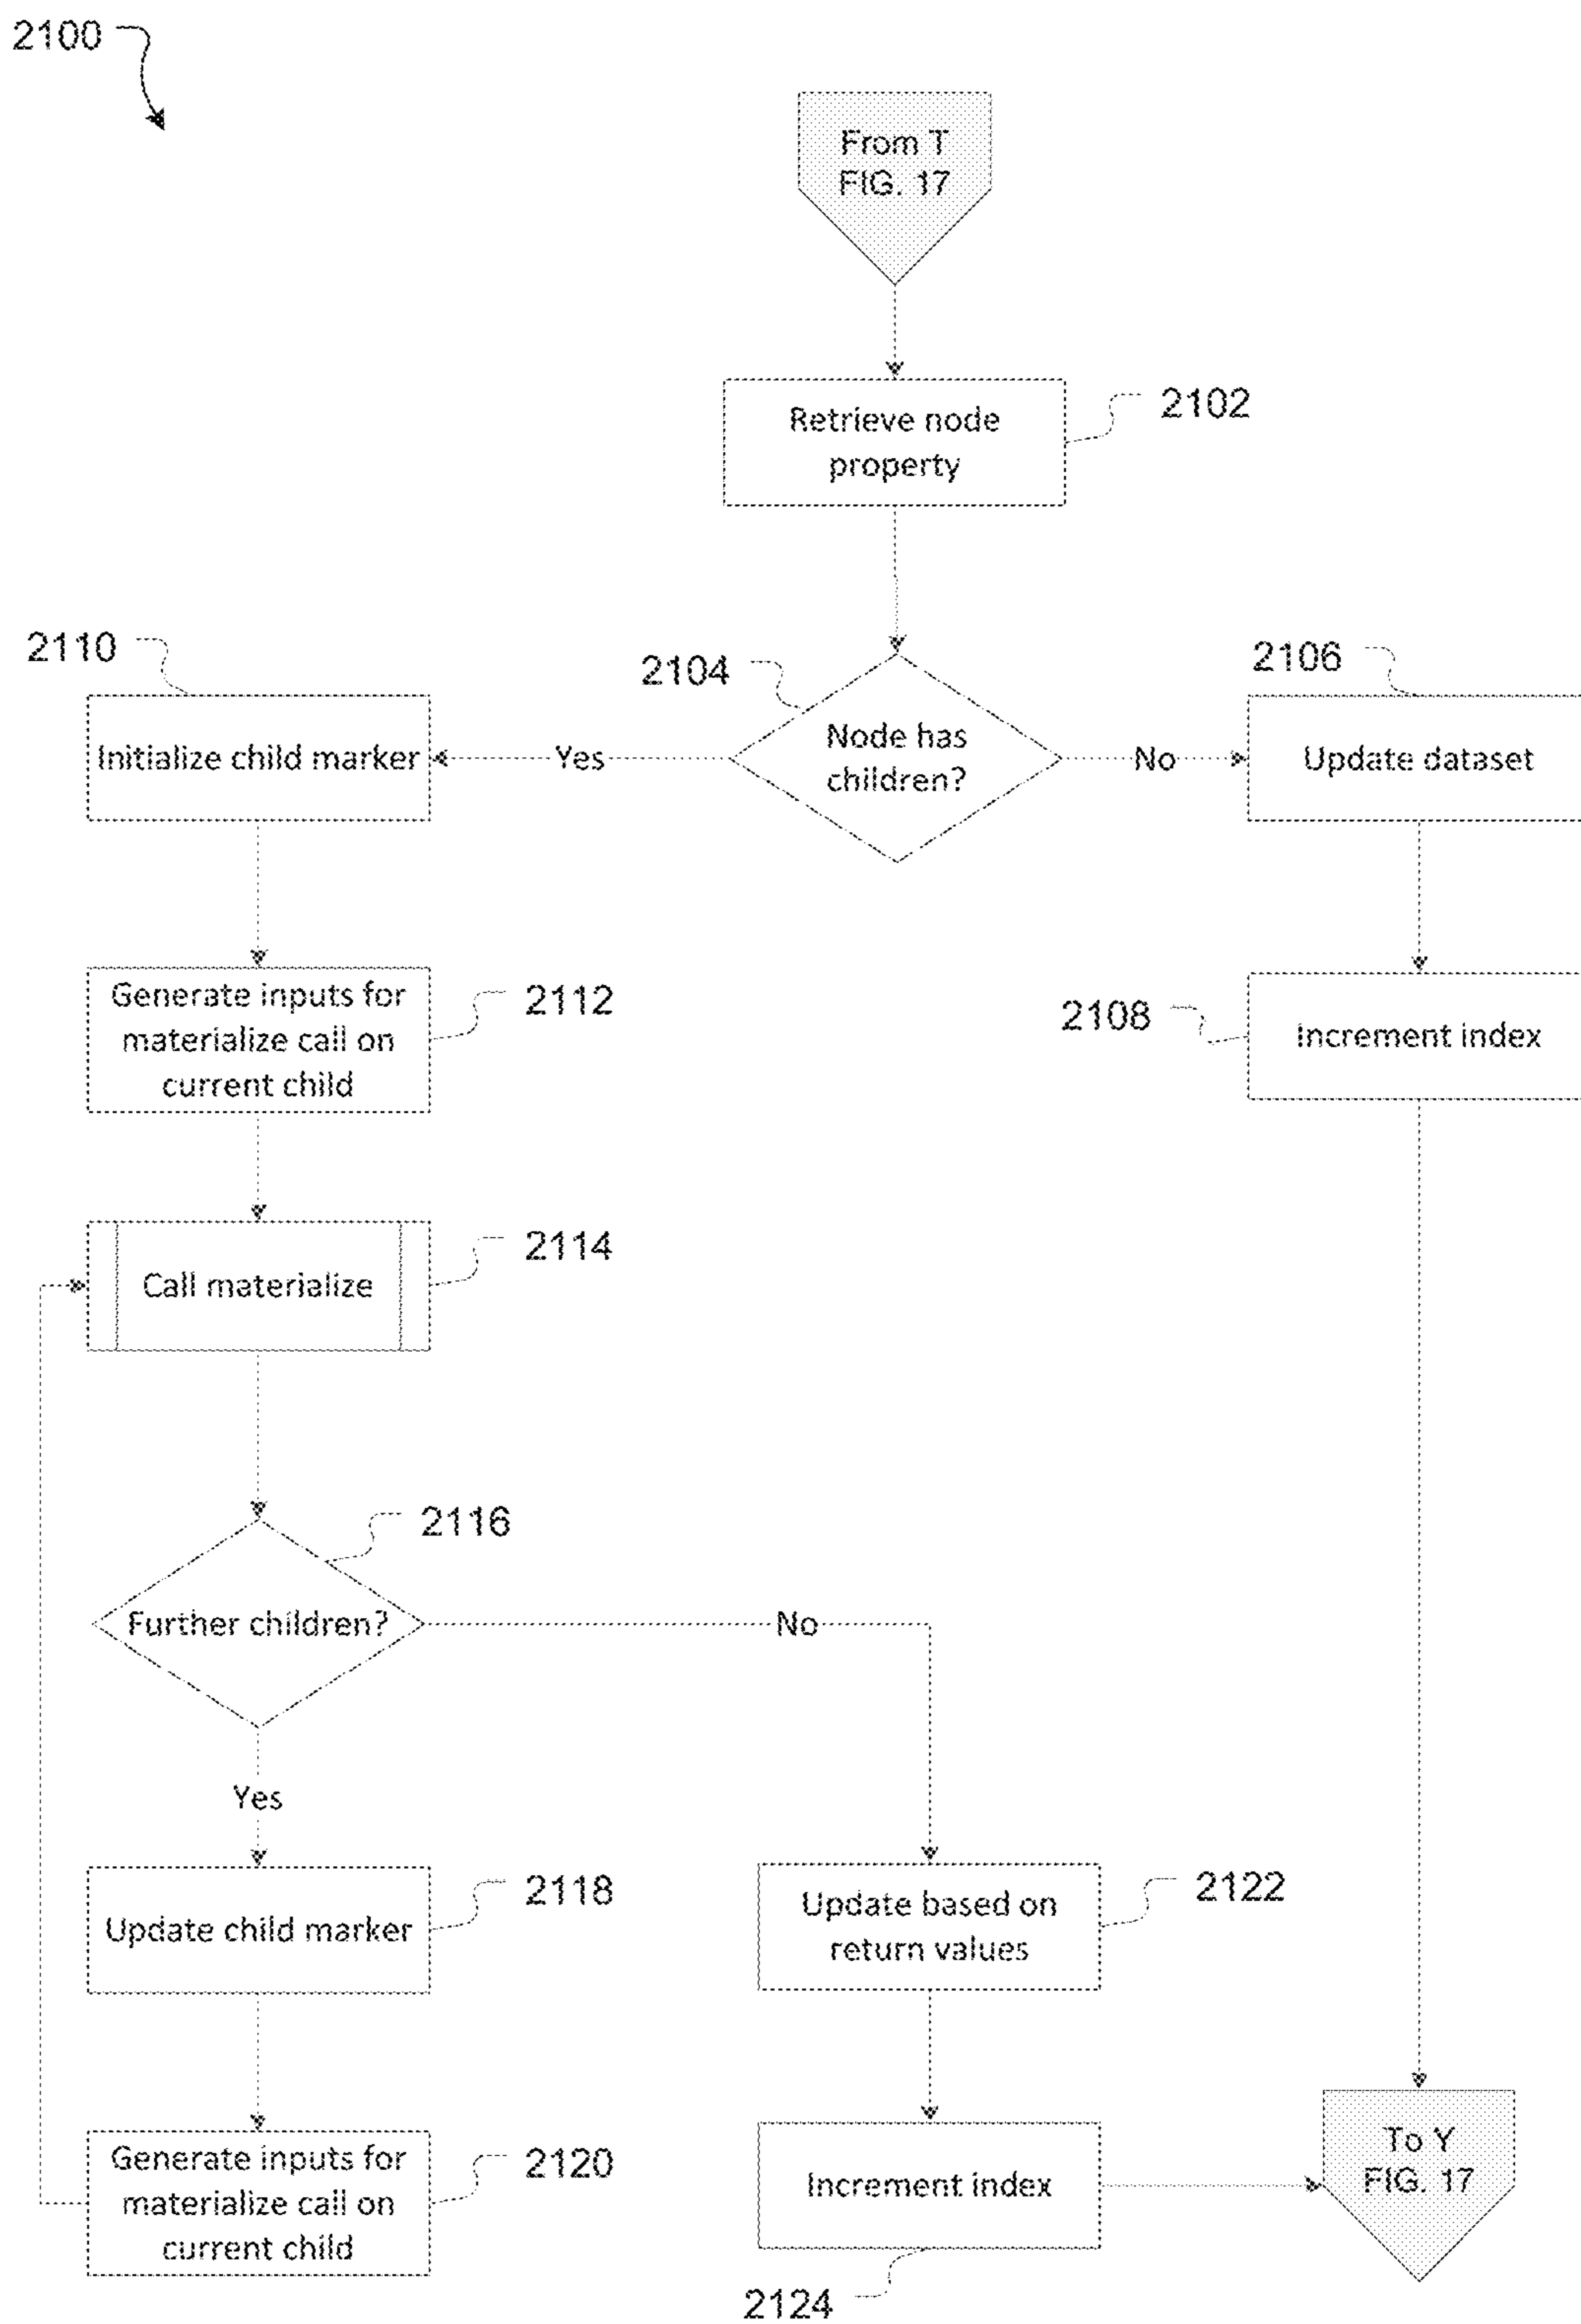 2100
From T
FIG. 17
Retrieve node
property
2102
2110
2104
2106
Initialize child marker
Yes
Node has
children?
No
Update dataset
Generate inputs for
materialize call on
current child
2112
2108
Increment index
Call materialize
2114
2116
Further children?
No
Yes
Update child marker
2118
Update based on
return values
2122
Generate inputs for
materialize call on
current child
2120
Increment index
2124
To Y
FIG. 17